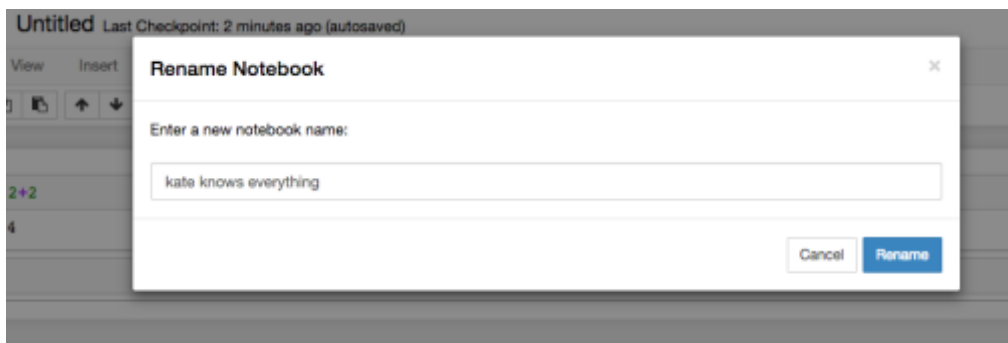 Untitled Last Checkpoint: 2 minutes ago (autosaved)
View Insert
Rename Notebook ×
Enter a new notebook name:
kate knows everything
2+2
4
Cancel Rename